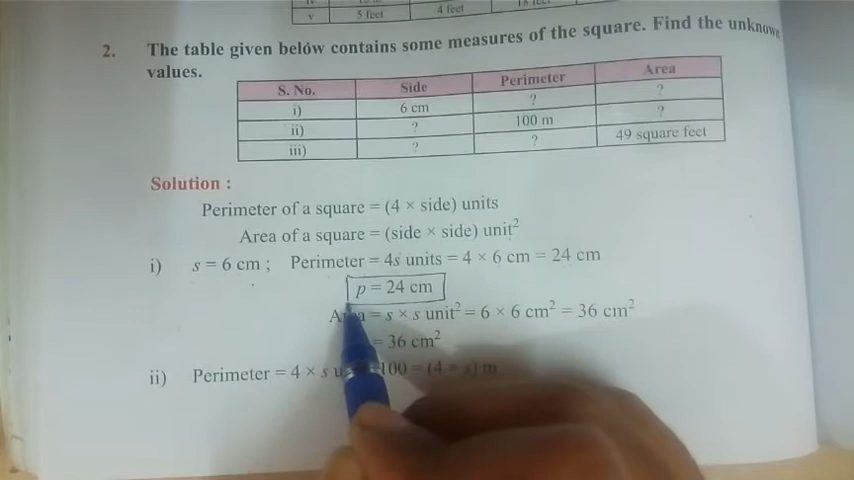 v 5 feet 4 feet
2. The table given below contains some measures of the square. Find the unknown
values.
S. No. Side Perimeter Area
i) 6 cm ? ?
ii) ? 100 m ?
iii) ? ? 49 square feet
Solution :
Perimeter of a square = (4 × side) units
Area of a square = (side × side) unit²
i) s = 6 cm ; Perimeter = 4s units = 4 × 6 cm = 24 cm
p = 24 cm
Area = s × s unit² = 6 × 6 cm² = 36 cm²
= 36 cm²
ii) Perimeter = 4 × s 100 = (4 × s) m